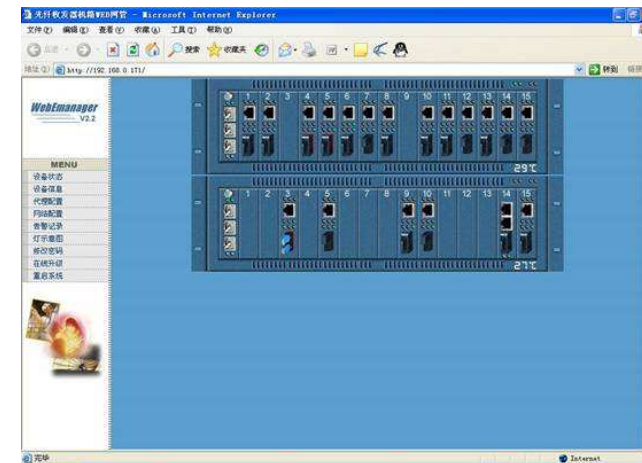 光纤收发器机箱WEB网管 - Microsoft Internet Explorer
文件(F) 编辑(E) 查看(V) 收藏(A) 工具(T) 帮助(H)
后退 搜索 收藏夹
地址(D) http://192.168.0.171/ 转到 链接
WebEmanager
V2.2
1 2 3 4 5 6 7 8 9 10 11 12 13 14 15
29℃
MENU
设备状态
设备信息
代理配置
网络配置
告警记录
灯示意图
修改密码
在线升级
重启系统
1 2 3 4 5 6 7 8 9 10 11 12 13 14 15
27℃
完毕 Internet